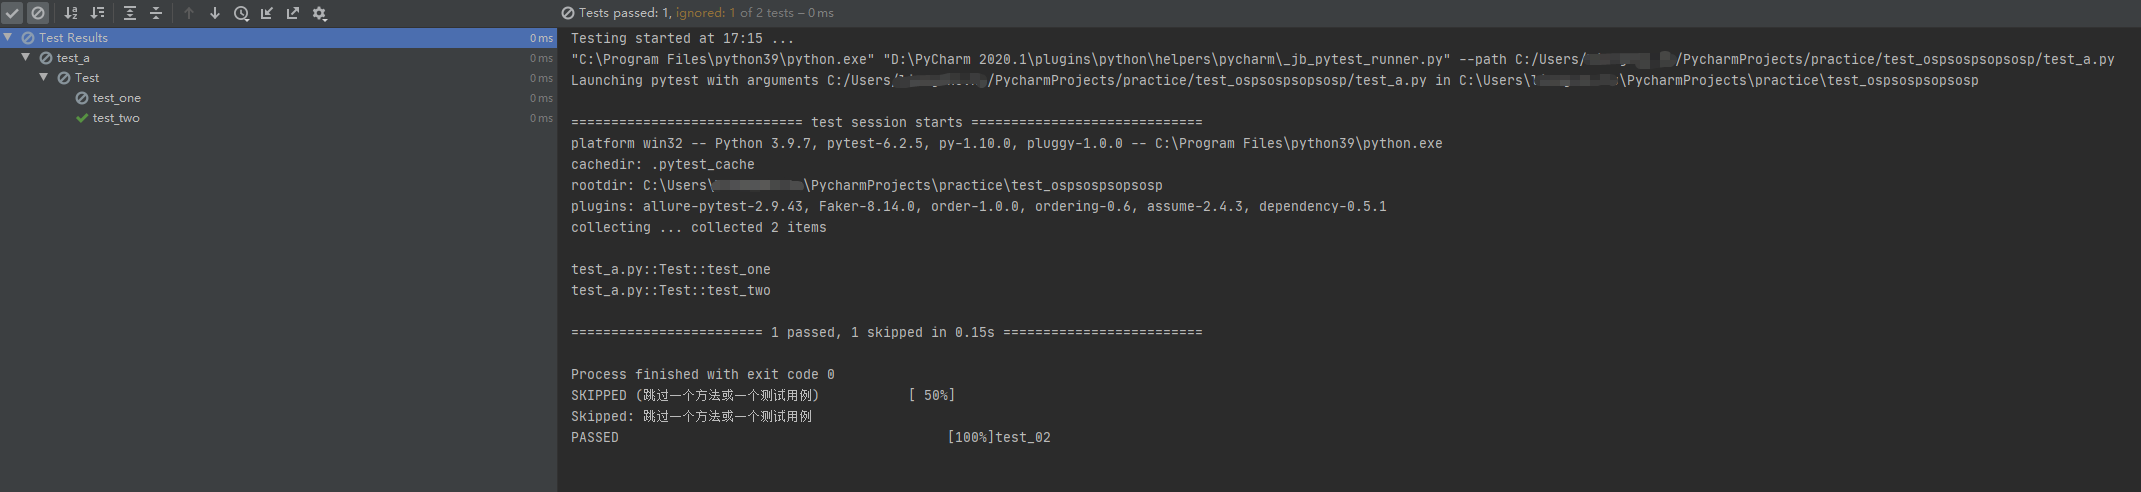 Tests passed: 1, ignored: 1 of 2 tests – 0 ms
Test Results 0 ms
test_a 0 ms
Test 0 ms
test_one 0 ms
test_two 0 ms
Testing started at 17:15 ...
"C:\Program Files\python39\python.exe" "D:\PyCharm 2020.1\plugins\python\helpers\pycharm\_jb_pytest_runner.py" --path C:/Users/ /PycharmProjects/practice/test_ospsospsopsosp/test_a.py
Launching pytest with arguments C:/Users/ /PycharmProjects/practice/test_ospsospsopsosp/test_a.py in C:\Users\ \PycharmProjects\practice\test_ospsospsopsosp
============================= test session starts =============================
platform win32 -- Python 3.9.7, pytest-6.2.5, py-1.10.0, pluggy-1.0.0 -- C:\Program Files\python39\python.exe
cachedir: .pytest_cache
rootdir: C:\Users\ \PycharmProjects\practice\test_ospsospsopsosp
plugins: allure-pytest-2.9.43, Faker-8.14.0, order-1.0.0, ordering-0.6, assume-2.4.3, dependency-0.5.1
collecting ... collected 2 items
test_a.py::Test::test_one
test_a.py::Test::test_two
======================== 1 passed, 1 skipped in 0.15s =========================
Process finished with exit code 0
SKIPPED (跳过一个方法或一个测试用例) [ 50%]
Skipped: 跳过一个方法或一个测试用例
PASSED [100%]test_02